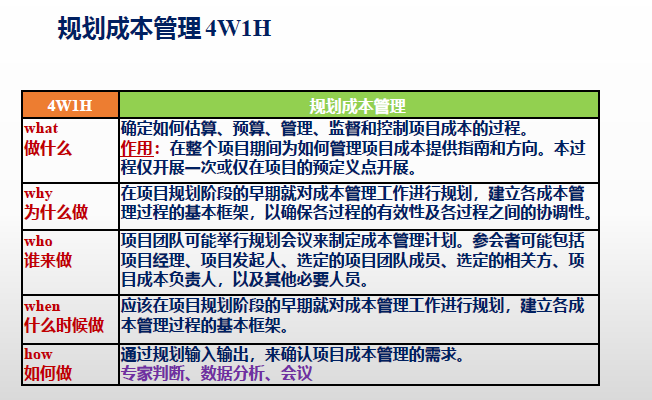 规划成本管理 4W1H
4W1H
规划成本管理
what
做什么
确定如何估算、预算、管理、监督和控制项目成本的过程。
作用：在整个项目期间为如何管理项目成本提供指南和方向。本过
程仅开展一次或仅在项目的预定义点开展。
why
为什么做
在项目规划阶段的早期就对成本管理工作进行规划，建立各成本管
理过程的基本框架，以确保各过程的有效性及各过程之间的协调性。
who
谁来做
项目团队可能举行规划会议来制定成本管理计划。参会者可能包括
项目经理、项目发起人、选定的项目团队成员、选定的相关方、项
目成本负责人，以及其他必要人员。
when
什么时候做
应该在项目规划阶段的早期就对成本管理工作进行规划，建立各成
本管理过程的基本框架。
how
如何做
通过规划输入输出，来确认项目成本管理的需求。
专家判断、数据分析、会议